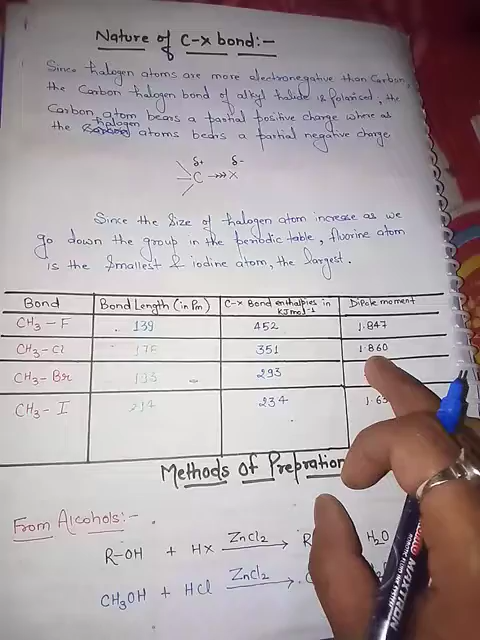 Nature of C-X bond:-
Since halogen atoms are more electronegative than Carbon,
the Carbon halogen bond of alkyl halide is polarised, the
Carbon atom bears a partial positive charge where as
the halogen atoms bears a partial negative charge
δ+ δ-
C →→→ X
Since the Size of halogen atom increase as we
go down the group in the periodic table, fluorine atom
is the Smallest & iodine atom, the largest.
Bond Bond Length (in Pm) C-X Bond enthalpies in KJmol-1 Dipole moment
CH3-F 139 452 1.847
CH3-Cl 178 351 1.860
CH3-Br 193 293
CH3-I 214 234 1.63
Methods of Prepration
From Alcohols:-
R-OH + HX ZnCl2 → R H2O
CH3OH + HCl ZnCl2 →